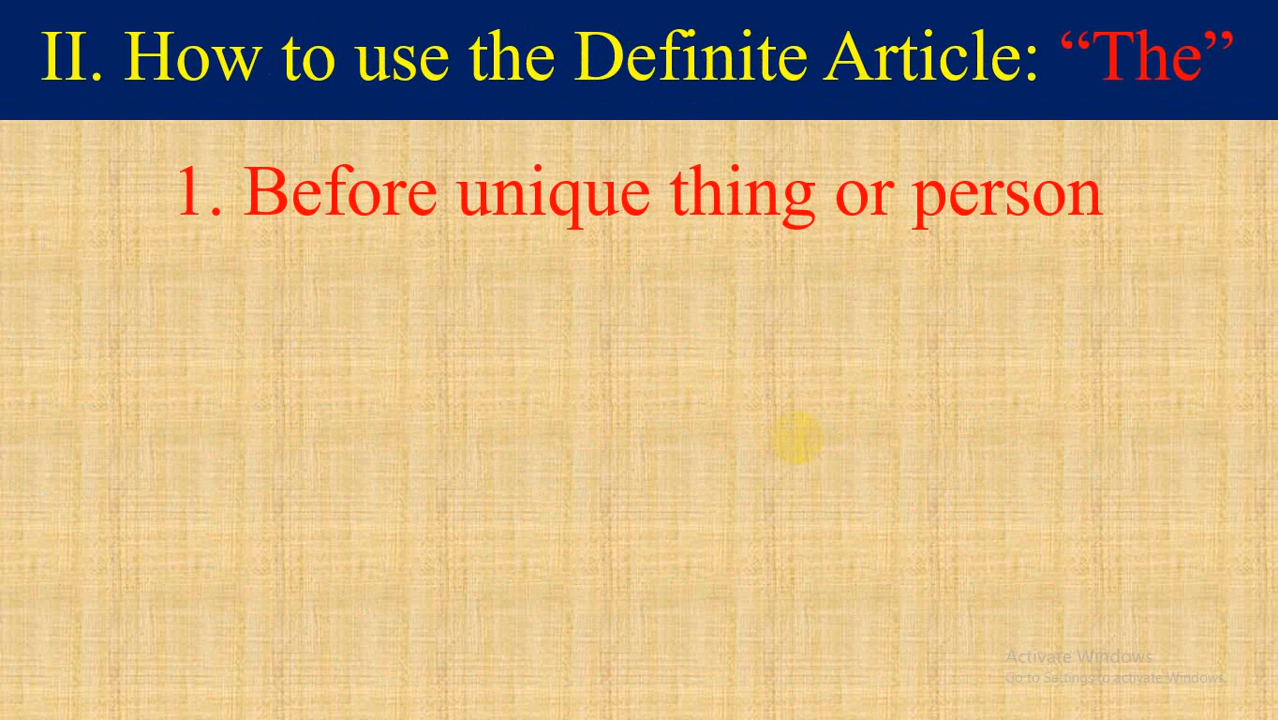 II. How to use the Definite Article: “The”
1. Before unique thing or person
Activate Windows
Go to Settings to activate Windows.